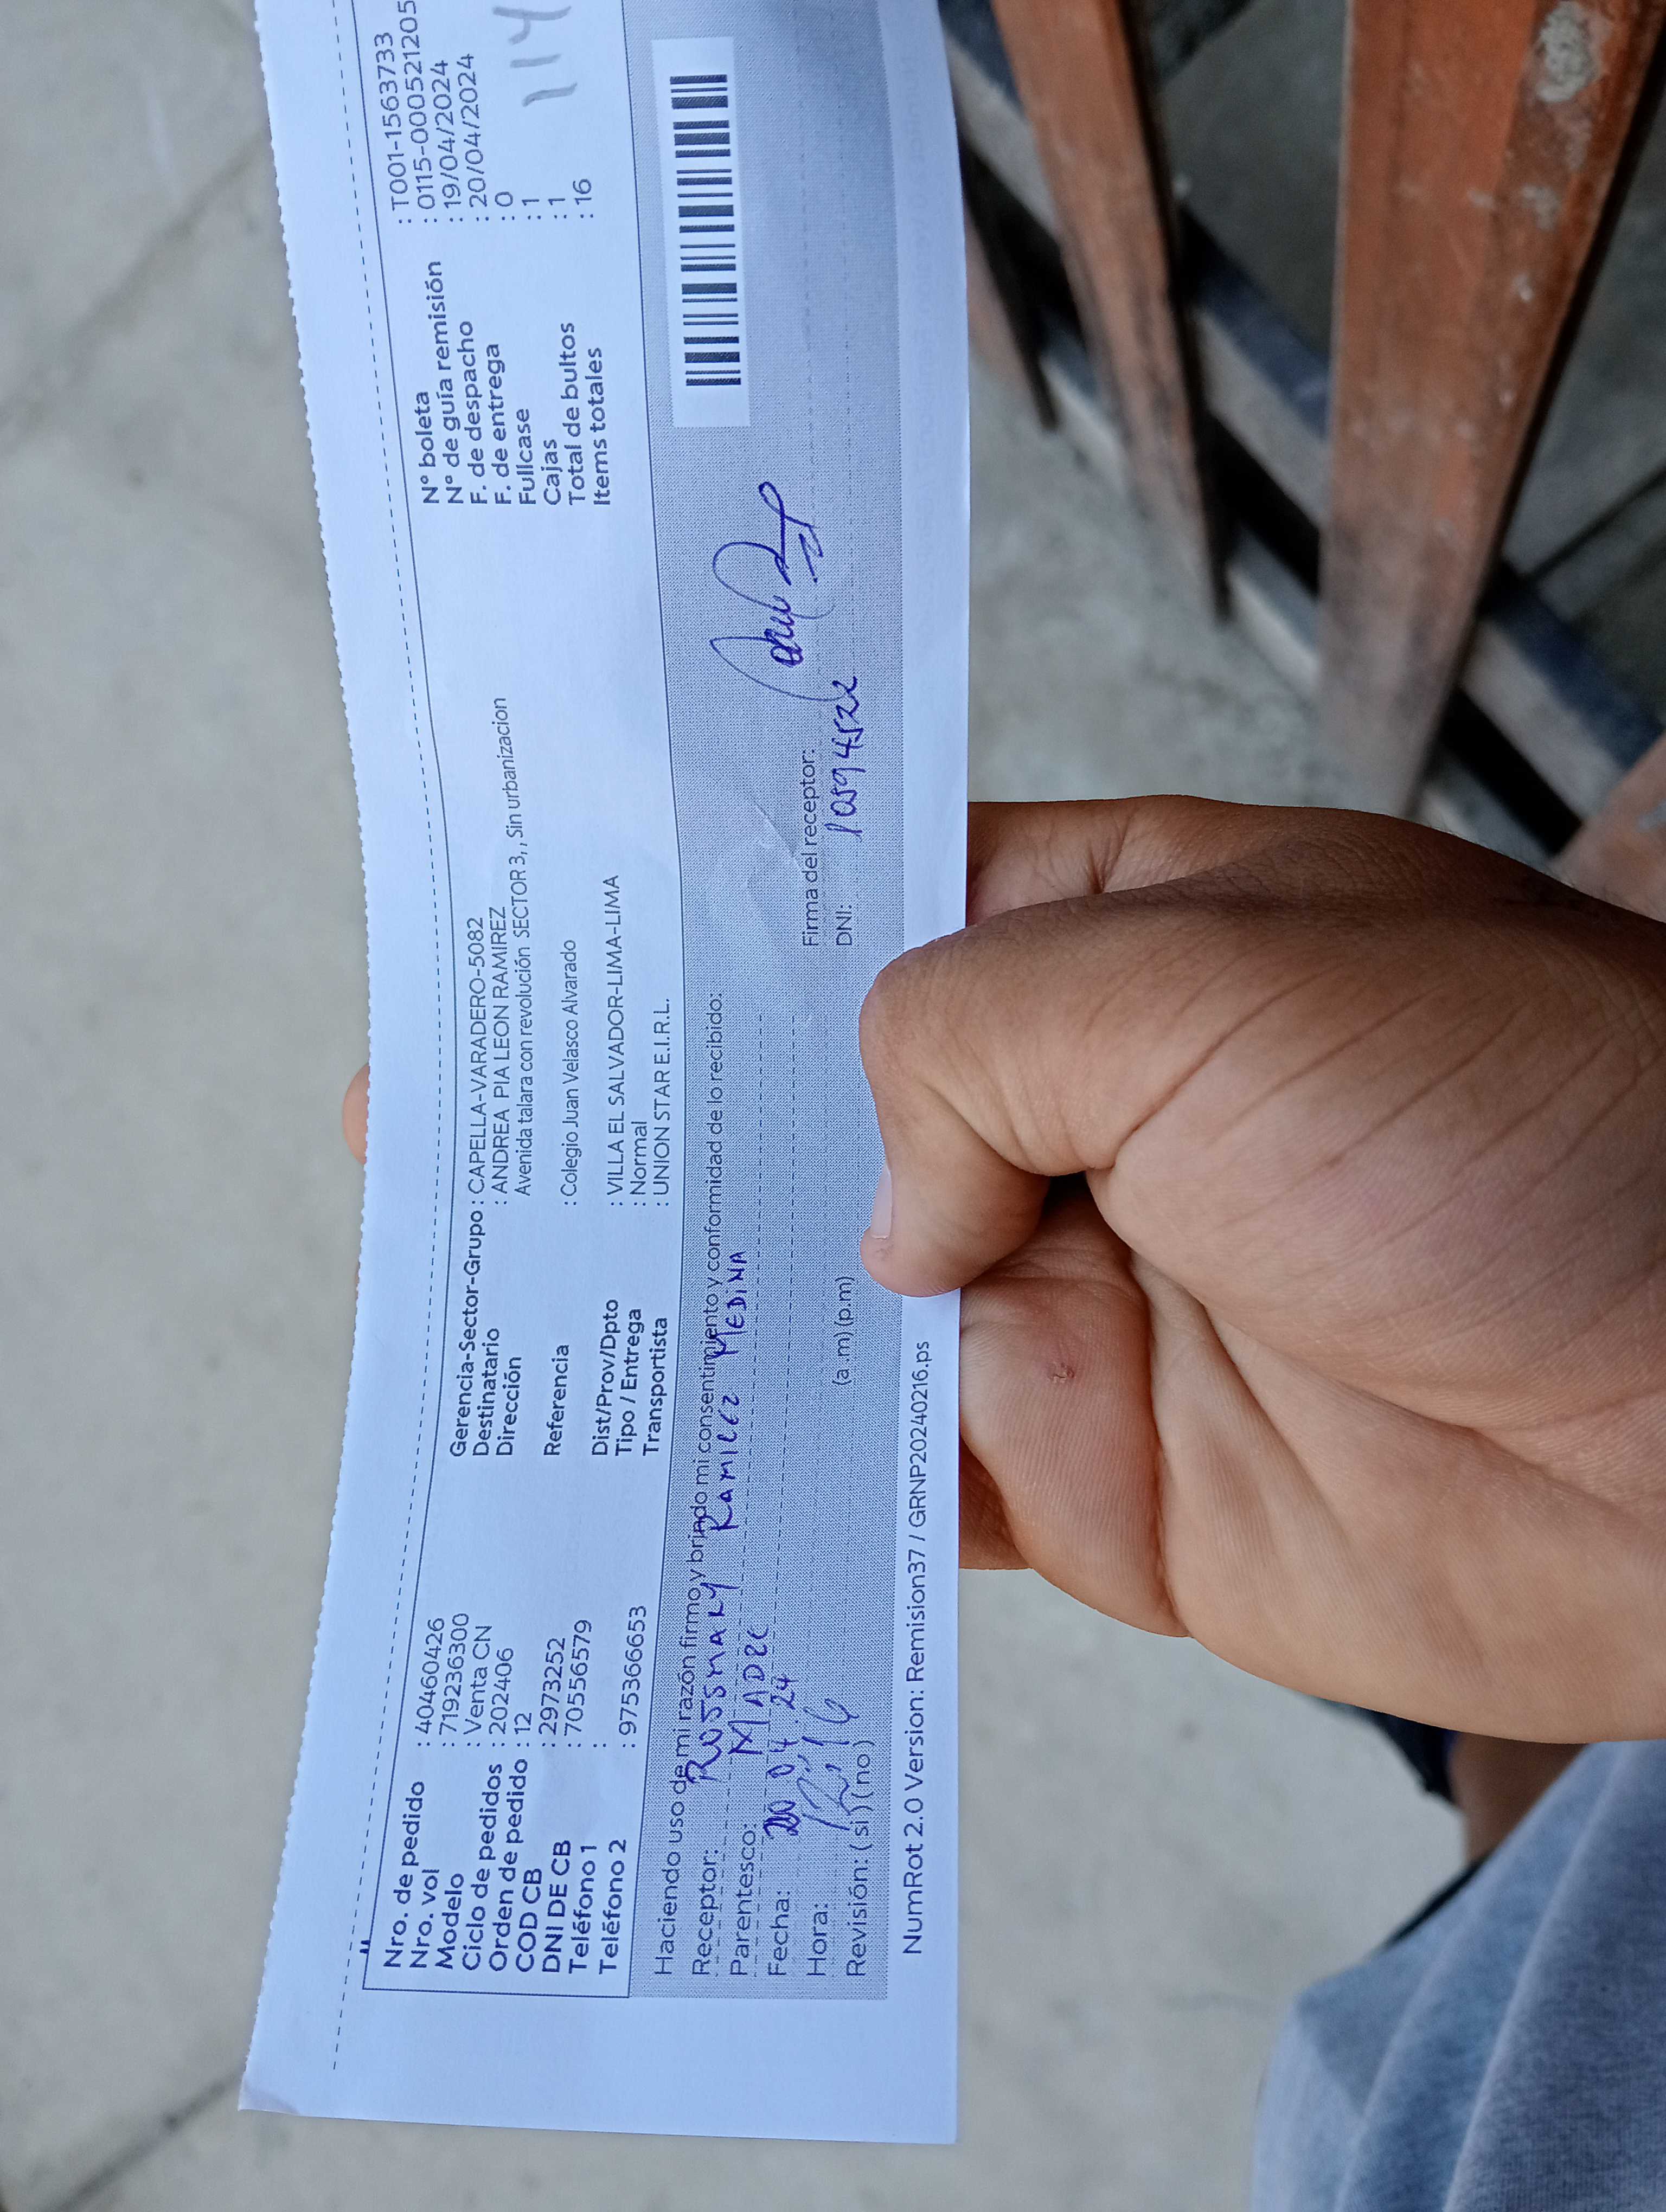 Nro. de pedido : 40460426
Nro. vol : 719236300
Modelo : Venta CN
Ciclo de pedidos : 202406
Orden de pedido : 12
COD CB : 2973252
DNI DE CB : 70556579
Teléfono 1 :
Teléfono 2 : 975366653
Gerencia-Sector-Grupo : CAPELLA-VARADERO-5082
Destinatario : ANDREA PIA LEON RAMIREZ
Dirección Avenida talara con revolución SECTOR 3, , Sin urbanizacion
Referencia : Colegio Juan Velasco Alvarado
Dist/Prov/Dpto : VILLA EL SALVADOR-LIMA-LIMA
Tipo / Entrega : Normal
Transportista : UNION STAR E.I.R.L.
N° boleta : T001-1563733
N° de guía remisión : 0115-000521205
F. de despacho : 19/04/2024
F. de entrega : 20/04/2024
Fullcase : 0
Cajas : 1
Total de bultos : 1
Items totales : 16
114
Haciendo uso de mi razón firmo y brindo mi consentimiento y conformidad de lo recibido:
Receptor: ROSSMARY RAMIREZ MEDINA
Parentesco: MADRE
Fecha: 20 04 24
Hora: (a.m) (p.m)
Revisión: ( si ) ( no )
Firma del receptor:
DNI:
NumRot 2.0 Version: Remision37 / GRNP20240216.ps